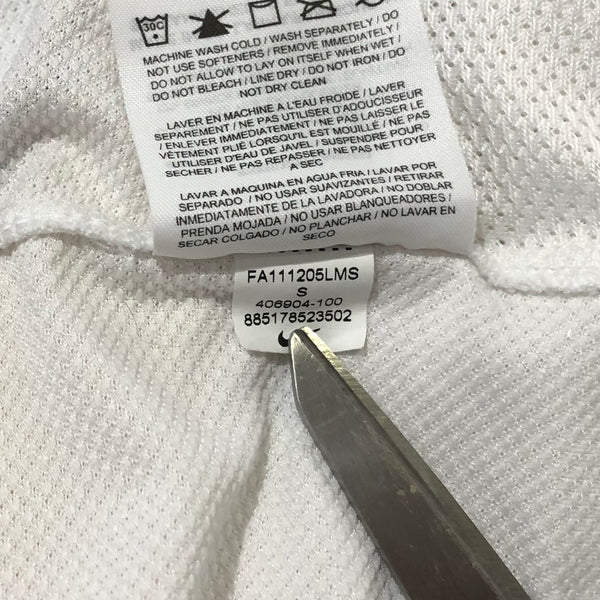 30C
MACHINE WASH COLD / WASH SEPARATELY / DO
NOT USE SOFTENERS / REMOVE IMMEDIATELY /
DO NOT ALLOW TO LAY ON ITSELF WHEN WET /
DO NOT BLEACH / LINE DRY / DO NOT IRON / DO
NOT DRY CLEAN
LAVER EN MACHINE A L'EAU FROIDE / LAVER
SEPAREMENT / NE PAS UTILISER D'ADOUCISSEUR
/ ENLEVER IMMEDIATEMENT / NE PAS LAISSER LE
VÊTEMENT PLIÉ LORSQU'IL EST MOUILLÉ / NE PAS
UTILISER D'EAU DE JAVEL / SUSPENDRE POUR
SECHER / NE PAS REPASSER / NE PAS NETTOYER
A SEC
LAVAR A MAQUINA EN AGUA FRIA / LAVAR POR
SEPARADO / NO USAR SUAVIZANTES / RETIRAR
INMEDIATAMENTE DE LA LAVADORA / NO DOBLAR
PRENDA MOJADA / NO USAR BLANQUEADORES /
SECAR COLGADO / NO PLANCHAR / NO LAVAR EN
SECO
FA111205LMS
S
406904-100
885178523502